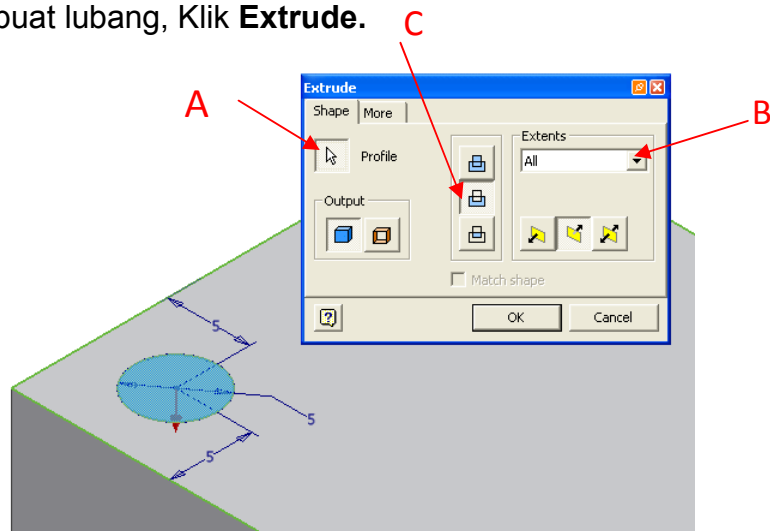 buat lubang, Klik Extrude.
C
A
B
Extrude
Shape More
Profile
Extents
All
Output
Match shape
OK Cancel
5
5
5